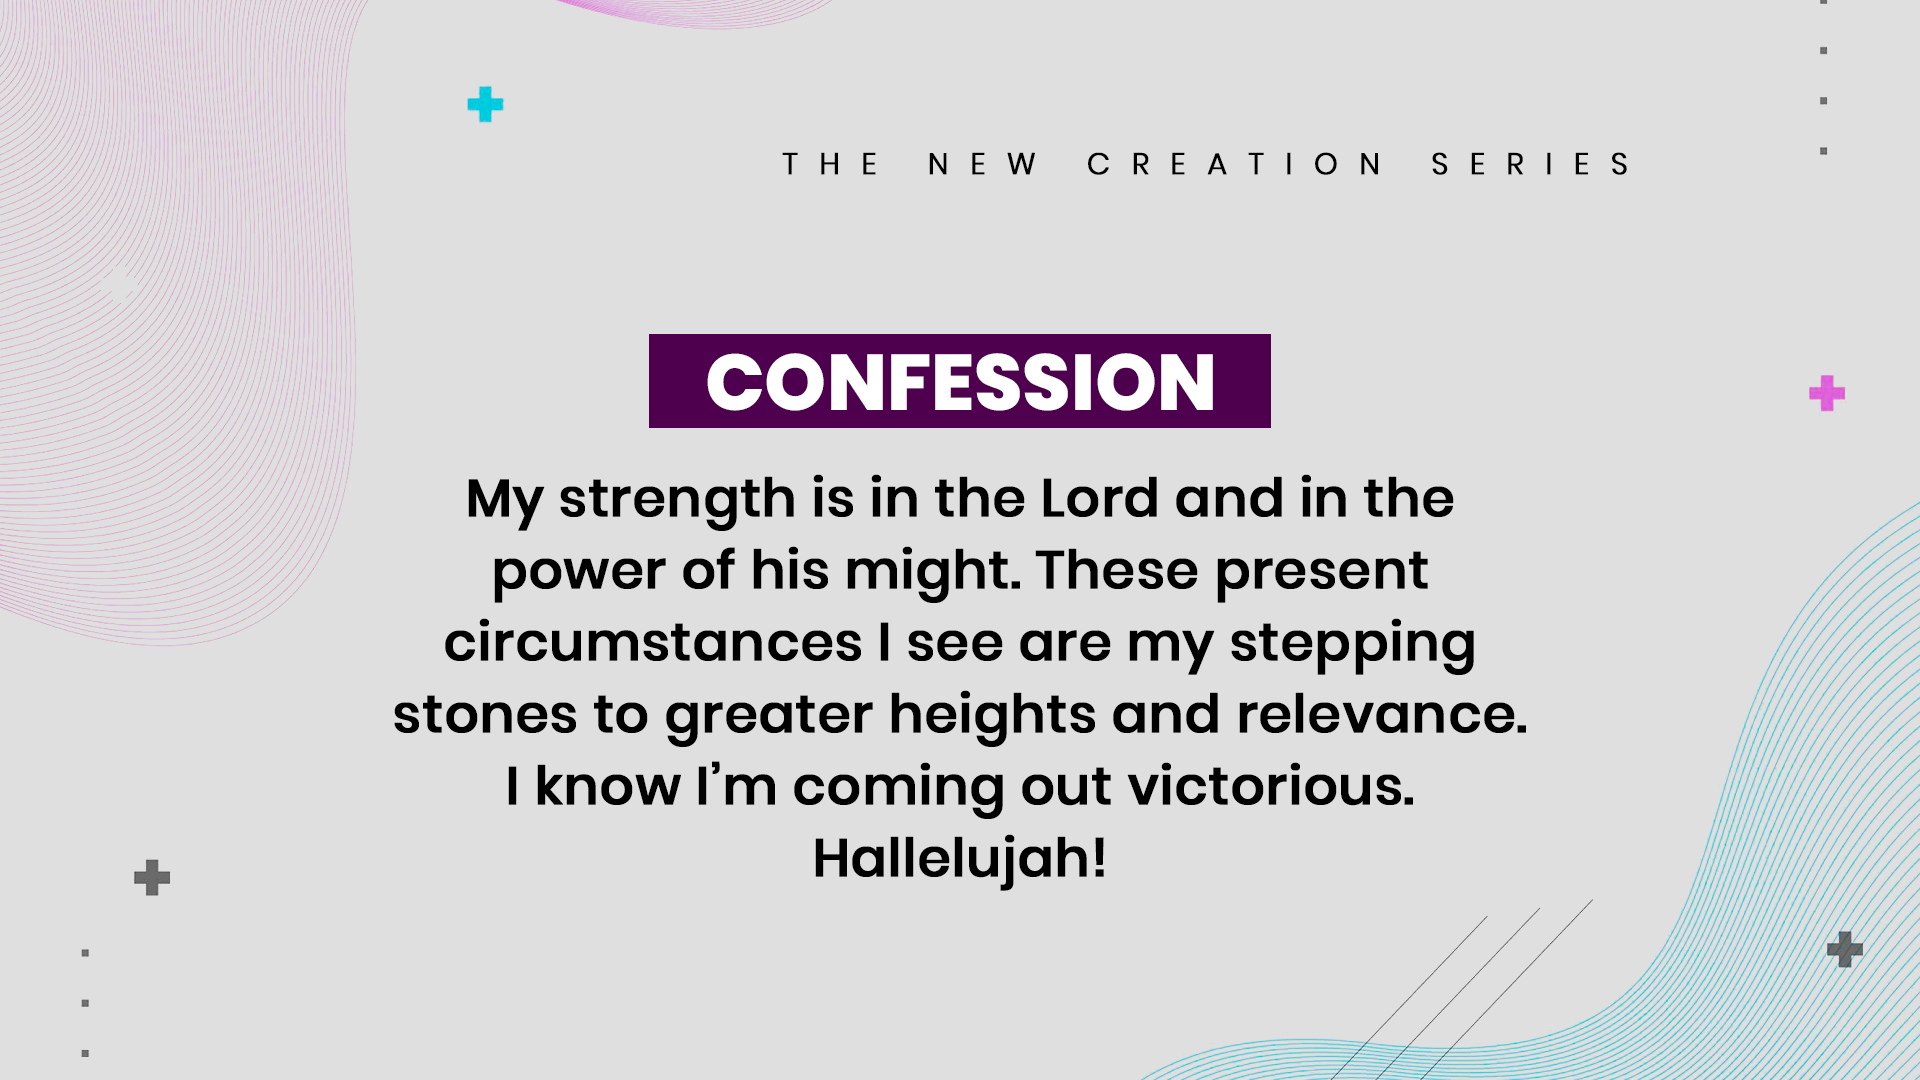 THE NEW CREATION SERIES
CONFESSION
My strength is in the Lord and in the
power of his might. These present
circumstances I see are my stepping
stones to greater heights and relevance.
I know I’m coming out victorious.
Hallelujah!